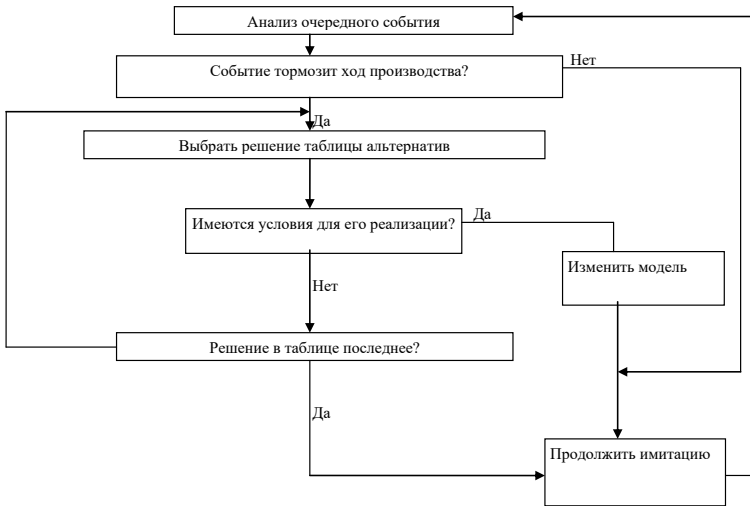 Анализ очередного события
Событие тормозит ход производства?
Нет
Да
Выбрать решение таблицы альтернатив
Имеются условия для его реализации?
Да
Изменить модель
Нет
Решение в таблице последнее?
Да
Продолжить имитацию